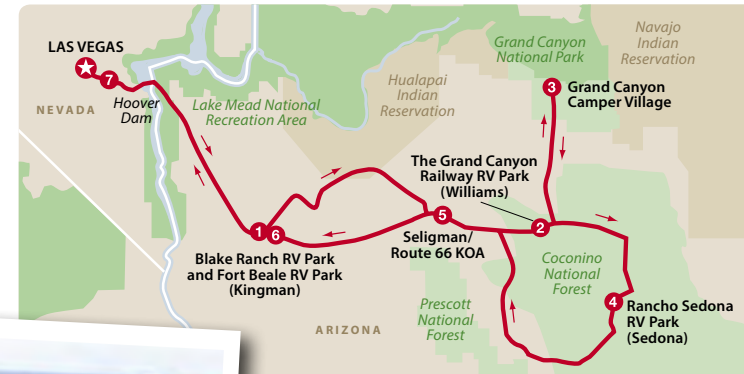 LAS VEGAS
7
NEVADA
Hoover
Dam
Lake Mead National
Recreation Area
Hualapai
Indian
Reservation
Grand Canyon
National Park
Navajo
Indian
Reservation
3
Grand Canyon
Camper Village
The Grand Canyon
Railway RV Park
(Williams)
2
5
Seligman/
Route 66 KOA
1
6
Blake Ranch RV Park
and Fort Beale RV Park
(Kingman)
Coconino
National
Forest
4
Rancho Sedona
RV Park
(Sedona)
Prescott
National
Forest
ARIZONA